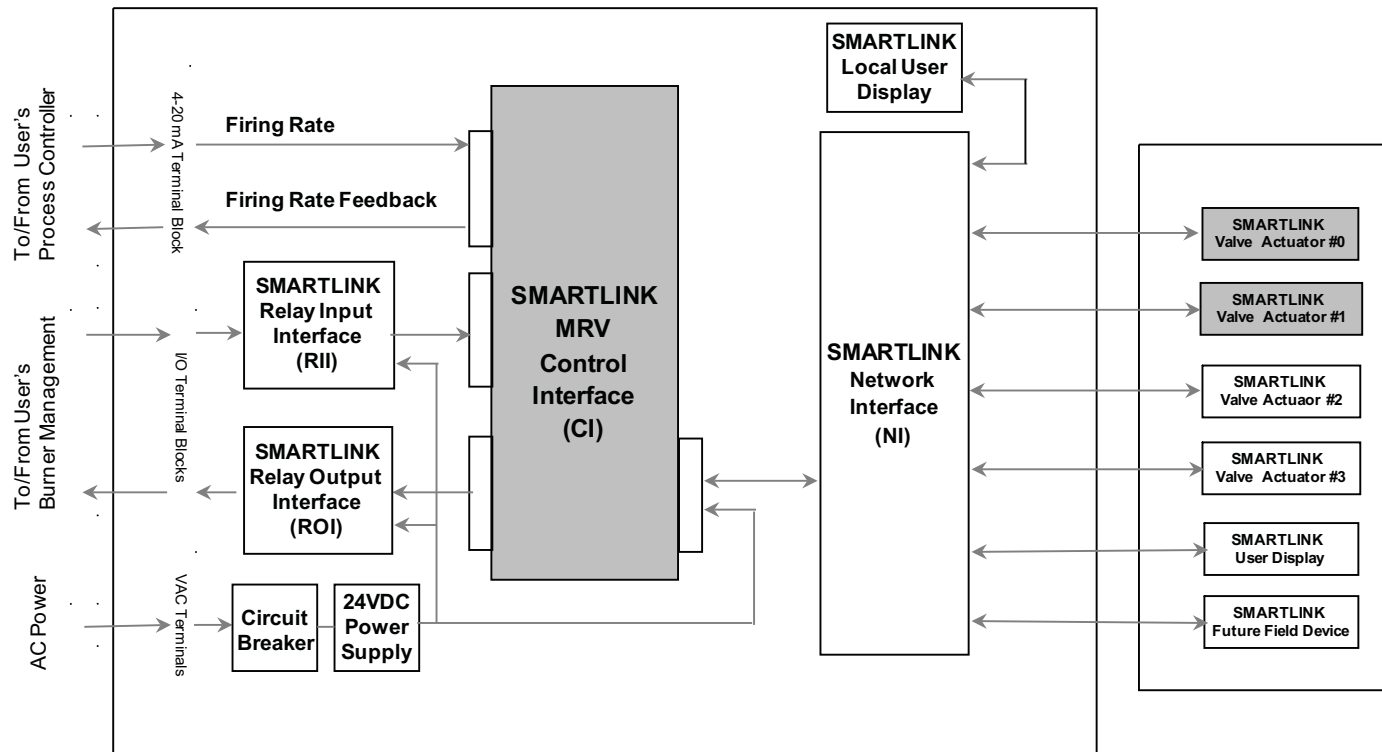 To/From User's
Process Controller
4-20 mA Terminal Block
Firing Rate
Firing Rate Feedback
To/From User's
Burner Management
I/O Terminal Blocks
SMARTLINK
Relay Input
Interface
(RII)
SMARTLINK
Relay Output
Interface
(ROI)
AC Power
VAC Terminals
Circuit
Breaker
24VDC
Power
Supply
SMARTLINK
MRV
Control
Interface
(CI)
SMARTLINK
Local User
Display
SMARTLINK
Network
Interface
(NI)
SMARTLINK
Valve Actuator #0
SMARTLINK
Valve Actuator #1
SMARTLINK
Valve Actuaor #2
SMARTLINK
Valve Actuator #3
SMARTLINK
User Display
SMARTLINK
Future Field Device